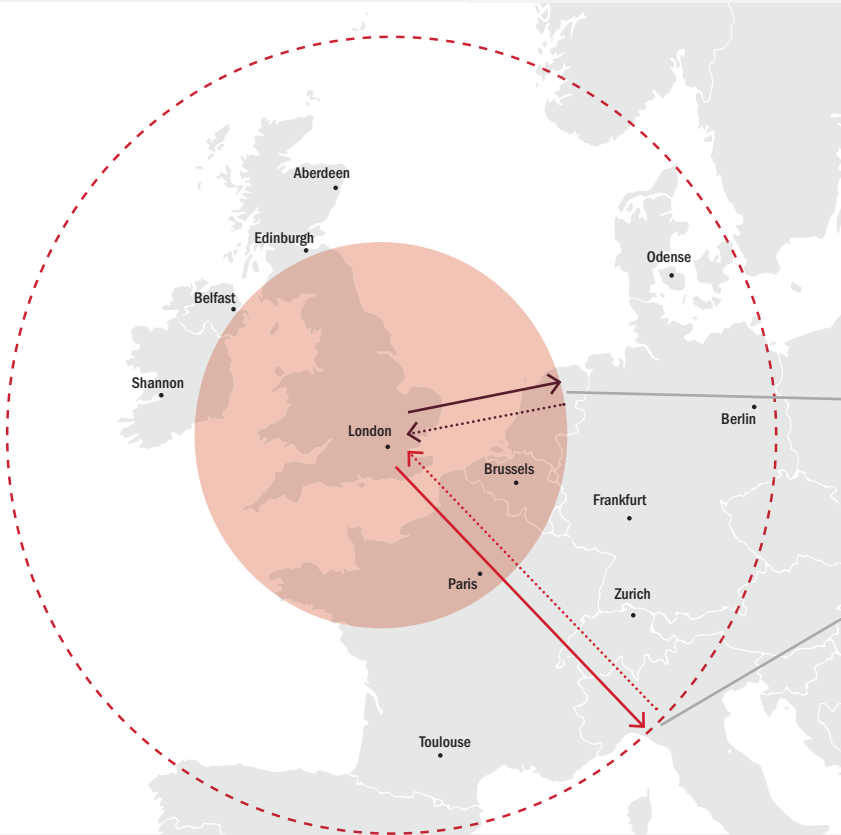 Aberdeen
Edinburgh
Odense
Belfast
Shannon
Berlin
London
Brussels
Frankfurt
Paris
Zurich
Toulouse